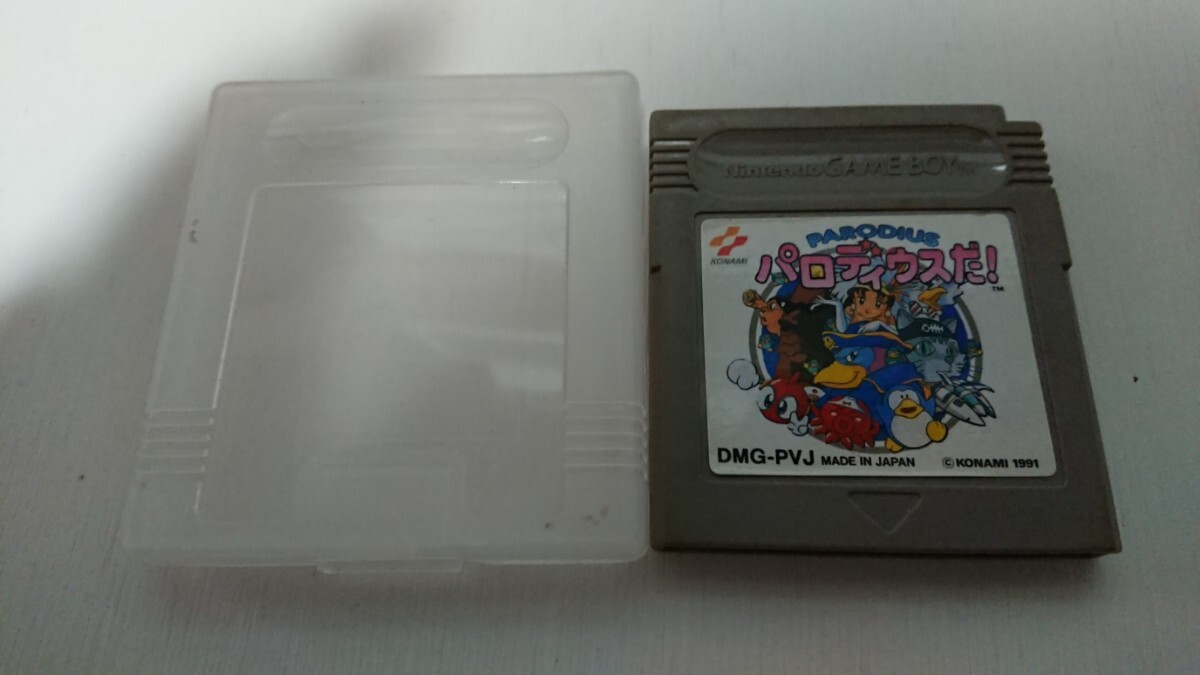 Nintendo GAME BOY™
KONAMI
PARODIUS
パロディウスだ!
™
DMG-PVJ MADE IN JAPAN © KONAMI 1991